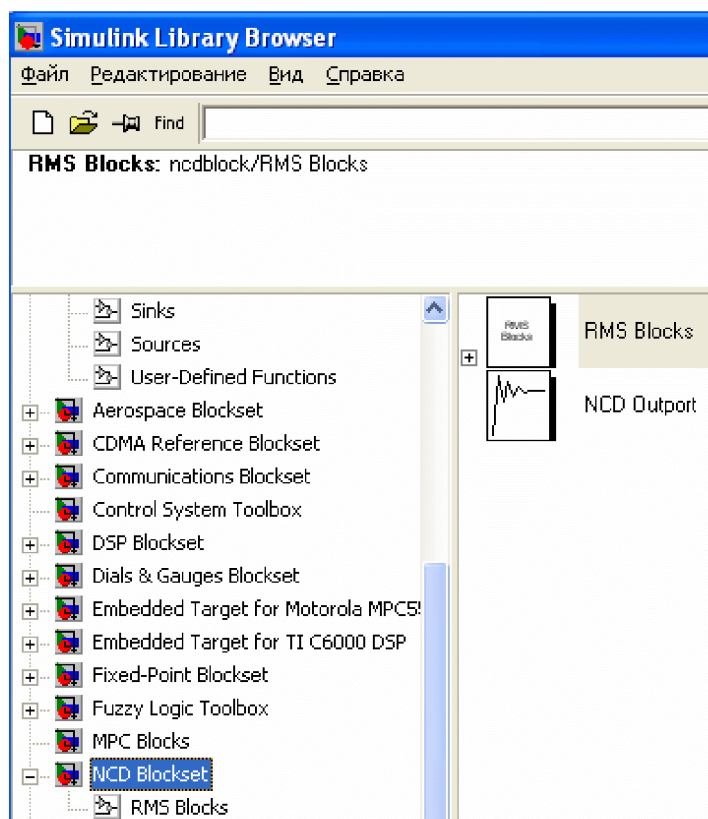 Simulink Library Browser
Файл Редактирование Вид Справка
Find
RMS Blocks: ncdblock/RMS Blocks
Sinks
Sources
User-Defined Functions
Aerospace Blockset
CDMA Reference Blockset
Communications Blockset
Control System Toolbox
DSP Blockset
Dials & Gauges Blockset
Embedded Target for Motorola MPC5
Embedded Target for TI C6000 DSP
Fixed-Point Blockset
Fuzzy Logic Toolbox
MPC Blocks
NCD Blockset
RMS Blocks
RMS
Blocks
RMS Blocks
NCD Outport